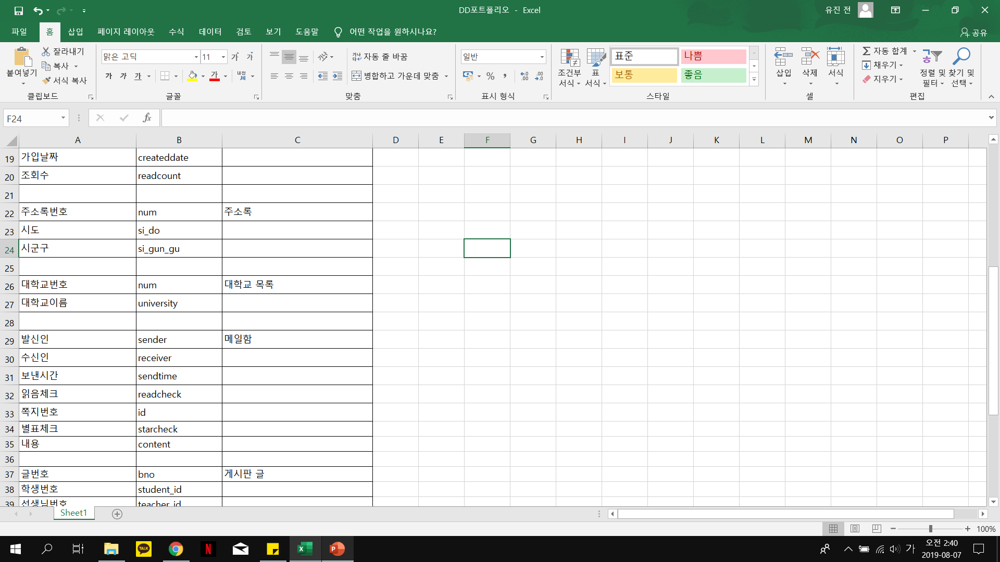 DD포트폴리오 - Excel
유진 전
파일 홈 삽입 페이지 레이아웃 수식 데이터 검토 보기 도움말 어떤 작업을 원하시나요? 공유
붙여넣기
잘라내기
복사
서식 복사
클립보드
맑은 고딕 11
가 가 가
내천
글꼴
자동 줄 바꿈
병합하고 가운데 맞춤
맞춤
일반
표시 형식
조건부 서식
표 서식
표준 나쁨
보통 좋음
스타일
삽입 삭제 서식
셀
자동 합계
채우기
지우기
정렬 및 필터
찾기 및 선택
편집
F24
fx
A B C D E F G H I J K L M N O P
19 가입날짜 createddate
20 조회수 readcount
21
22 주소록번호 num 주소록
23 시도 si_do
24 시군구 si_gun_gu
25
26 대학교번호 num 대학교 목록
27 대학교이름 university
28
29 발신인 sender 메일함
30 수신인 receiver
31 보낸시간 sendtime
32 읽음체크 readcheck
33 쪽지번호 id
34 별표체크 starcheck
35 내용 content
36
37 글번호 bno 게시판 글
38 학생번호 student_id
39 선생님번호 teacher_id
Sheet1
100%
TALK
가
오전 2:40
2019-08-07